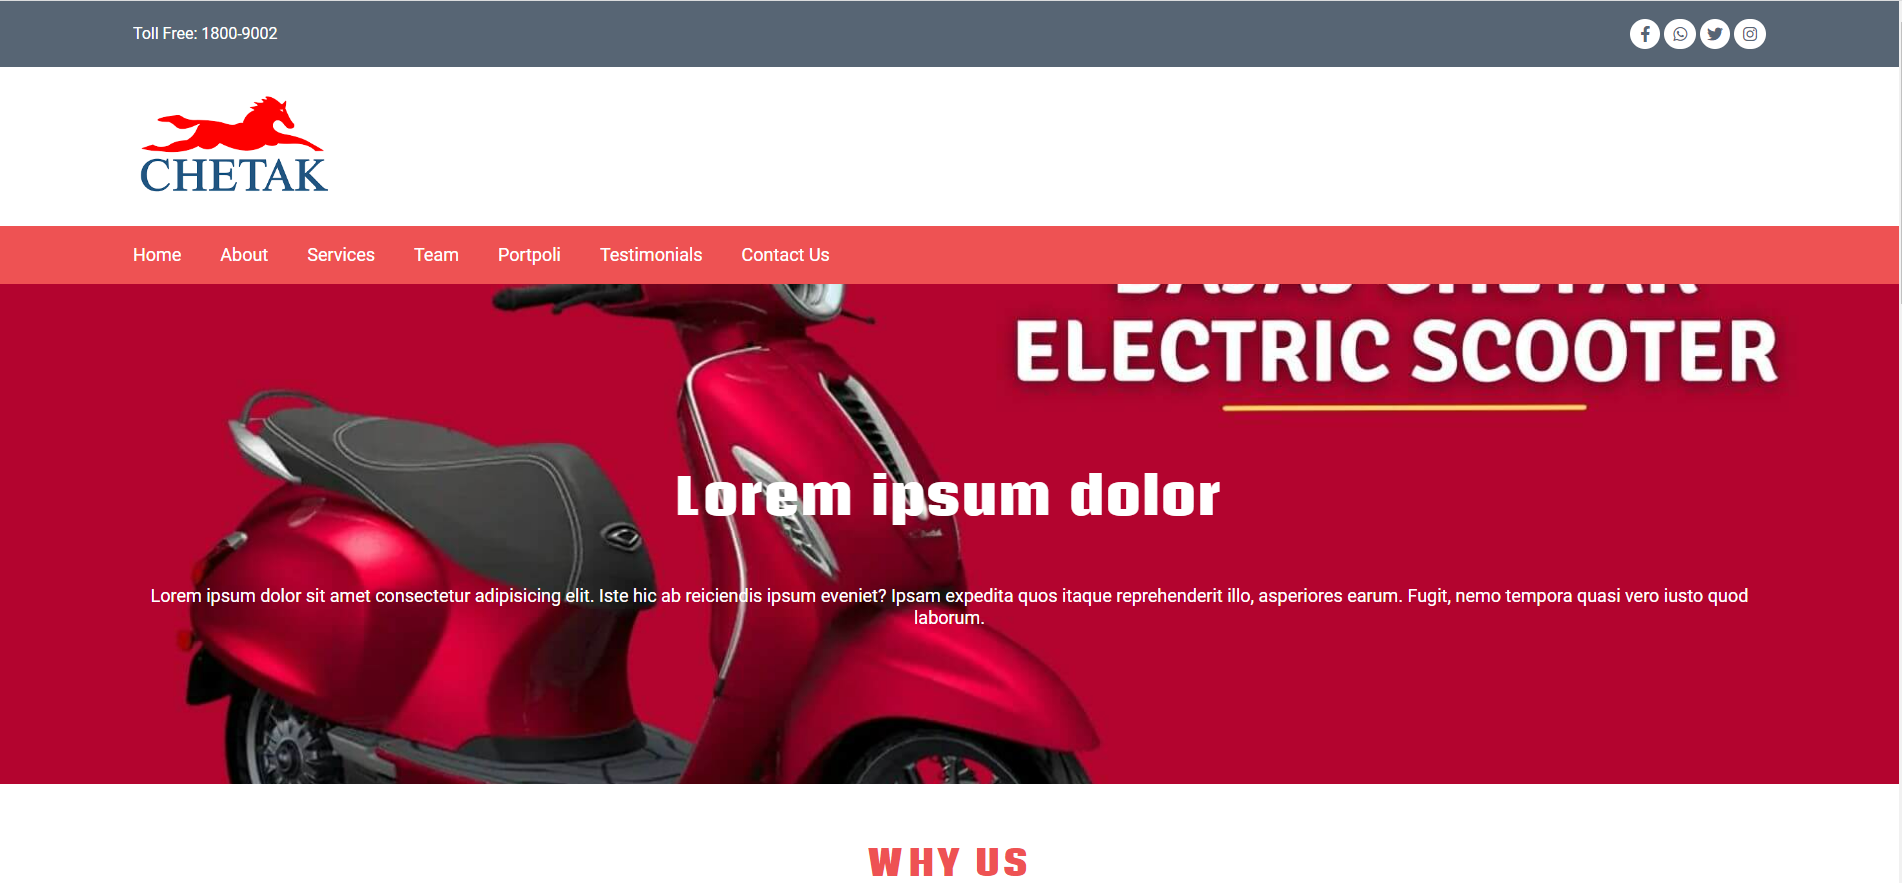 Toll Free: 1800-9002
CHETAK
Home About Services Team Portpoli Testimonials Contact Us
BAJAJ CHETAK
ELECTRIC SCOOTER
Lorem ipsum dolor
Lorem ipsum dolor sit amet consectetur adipisicing elit. Iste hic ab reiciendis ipsum eveniet? Ipsam expedita quos itaque reprehenderit illo, asperiores earum. Fugit, nemo tempora quasi vero iusto quod
laborum.
WHY US